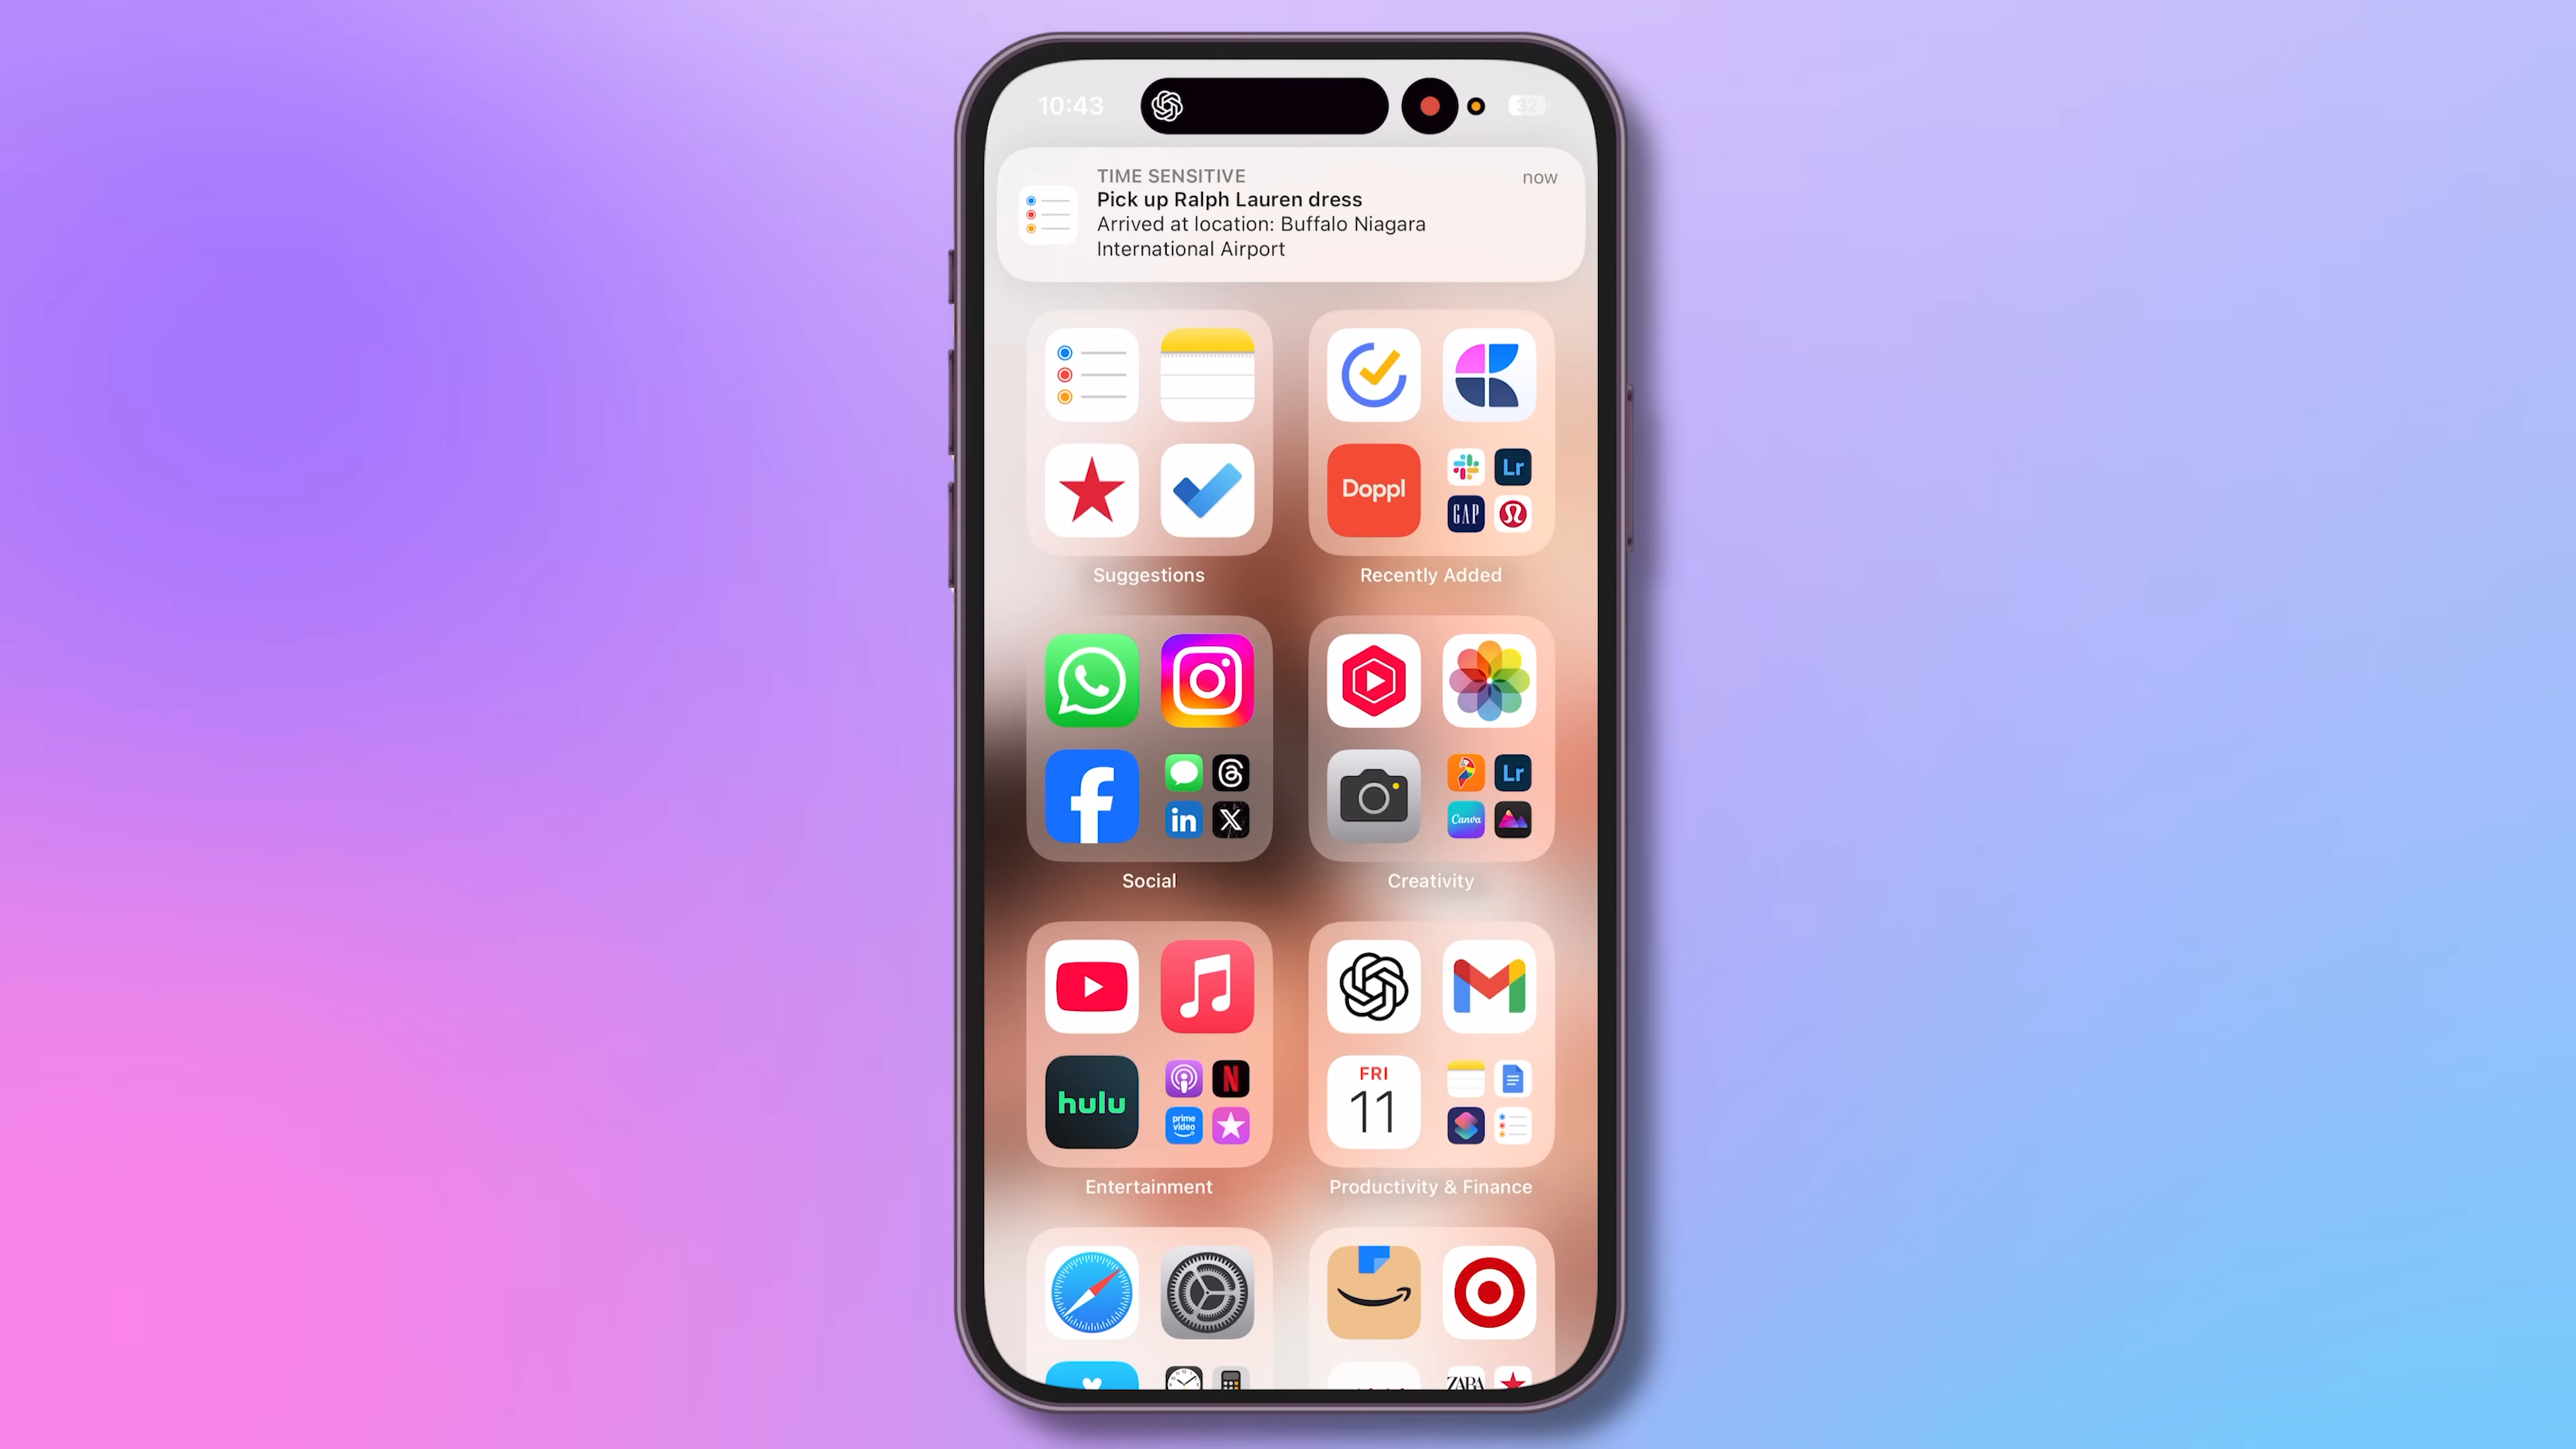 10:43
32
TIME SENSITIVE
now
Pick up Ralph Lauren dress
Arrived at location: Buffalo Niagara
International Airport
Doppl
Lr
GAP
Suggestions
Recently Added
Lr
in
Canva
Social
Creativity
hulu
prime
video
FRI
11
Entertainment
Productivity & Finance
ZARA